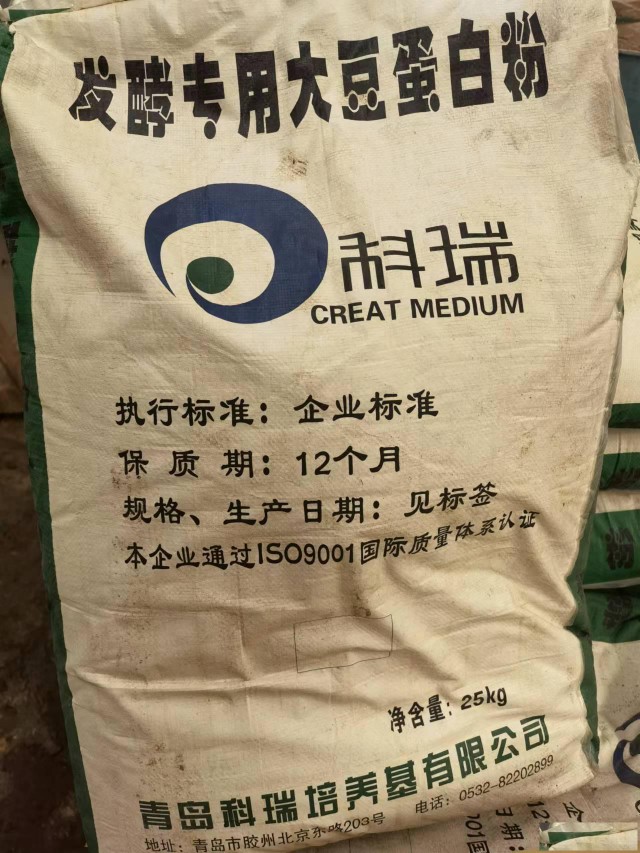 发酵专用大豆蛋白粉
科瑞
CREAT MEDIUM
执行标准：企业标准
保质期：12个月
规格、生产日期：见标签
本企业通过ISO9001国际质量体系认证
净含量：25kg
青岛科瑞培养基有限公司
地址：青岛市胶州北京东路203号
电话：0532-82202899